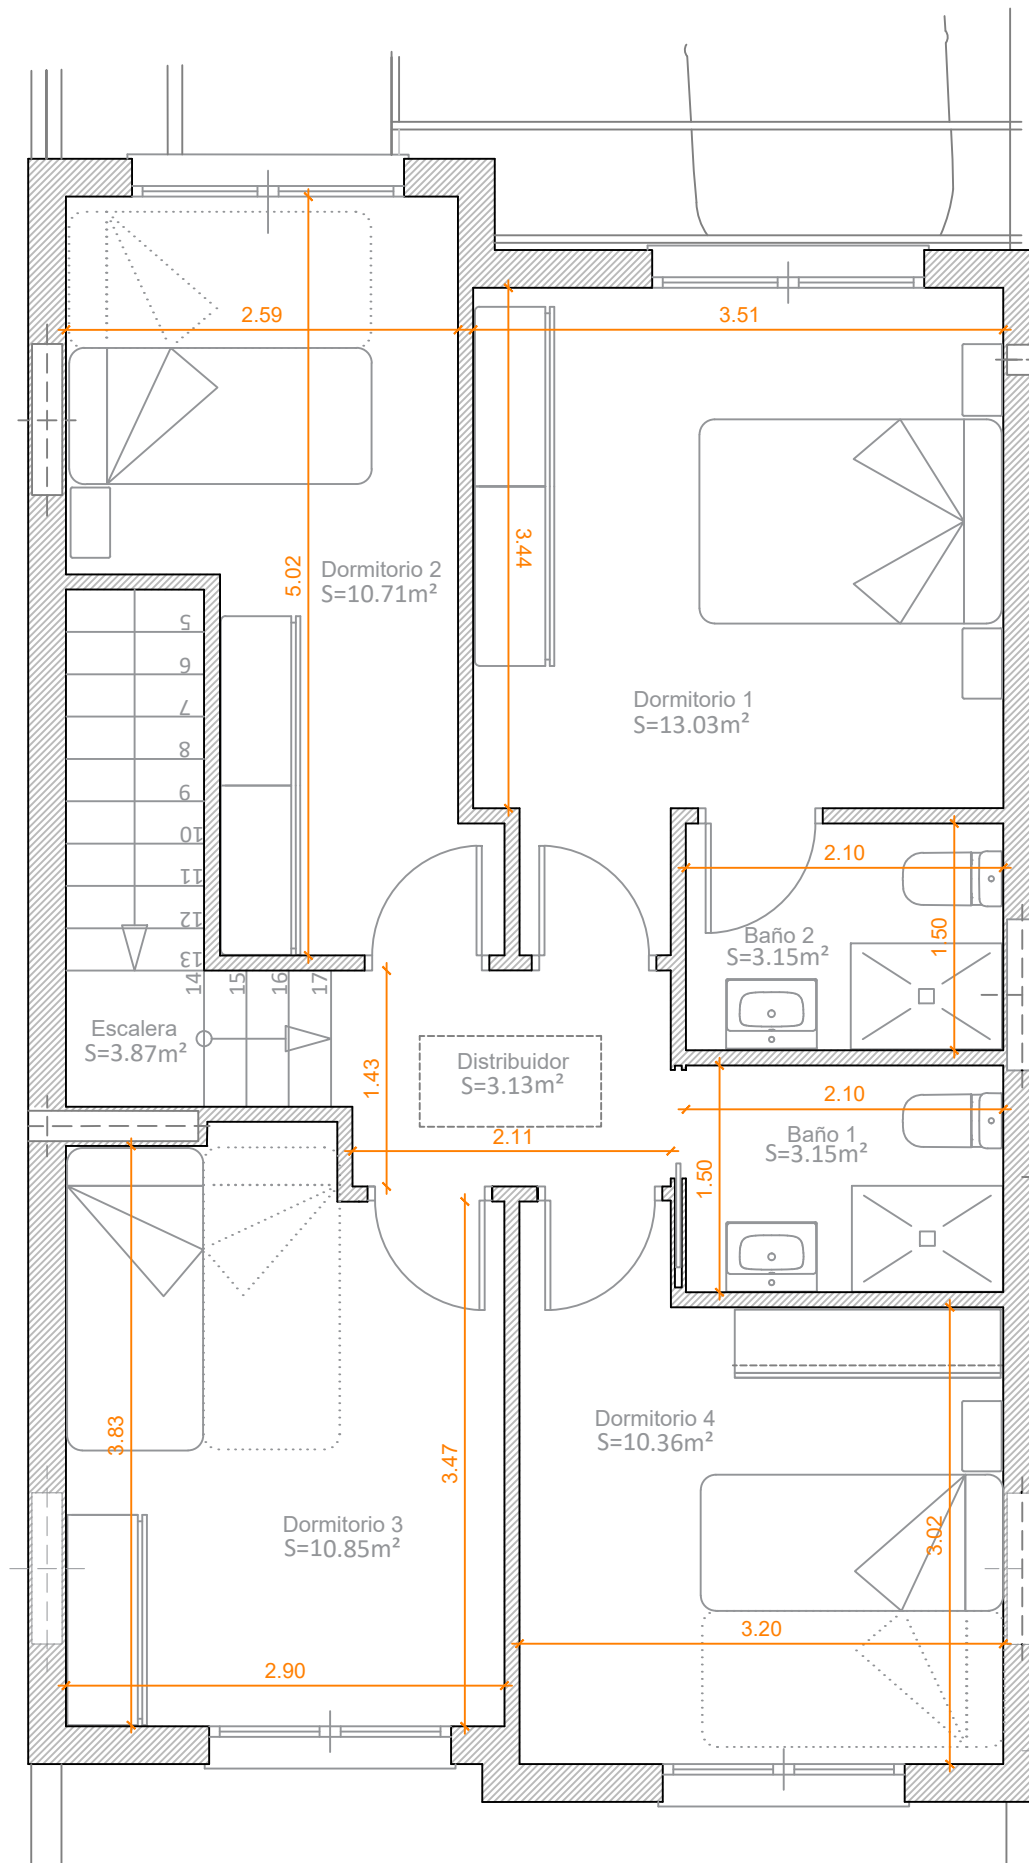 2.59
3.51
5.02
3.44
Dormitorio 2
S=10.71m²
Dormitorio 1
S=13.03m²
5
6
7
8
9
10
11
12
13
14
15
16
17
2.10
1.50
Baño 2
S=3.15m²
Escalera
S=3.87m²
1.43
Distribuidor
S=3.13m²
2.11
2.10
1.50
Baño 1
S=3.15m²
3.83
3.47
Dormitorio 4
S=10.36m²
Dormitorio 3
S=10.85m²
3.02
3.20
2.90